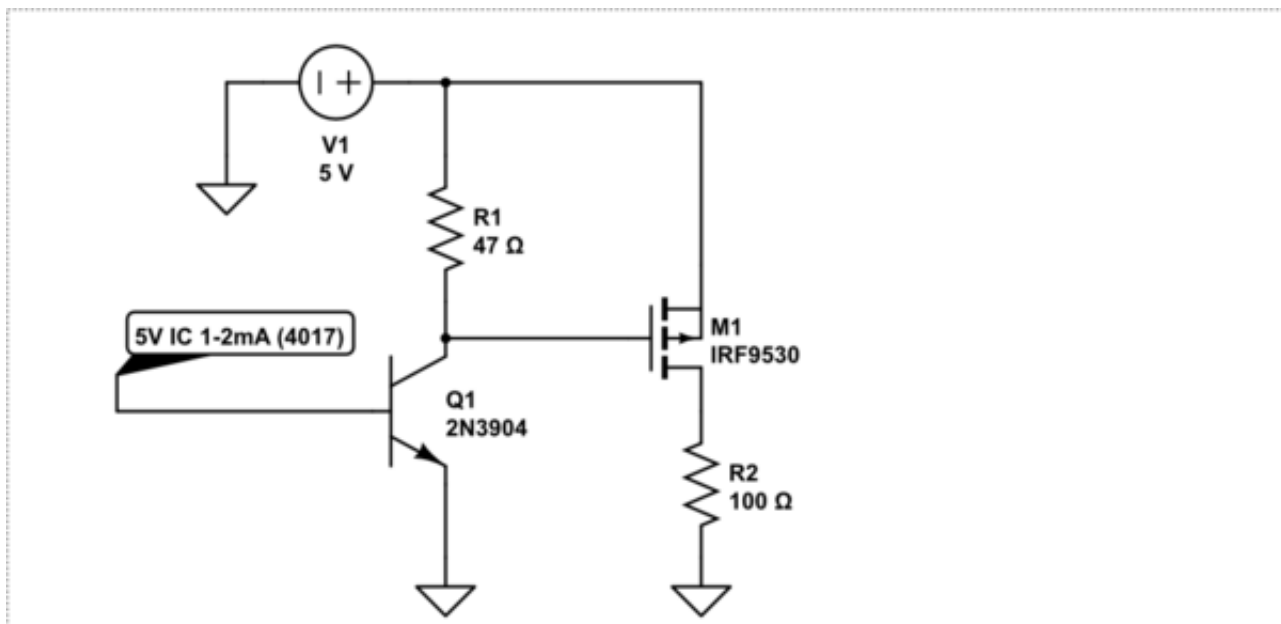 V1
5 V
R1
47 Ω
5V IC 1-2mA (4017)
M1
IRF9530
Q1
2N3904
R2
100 Ω